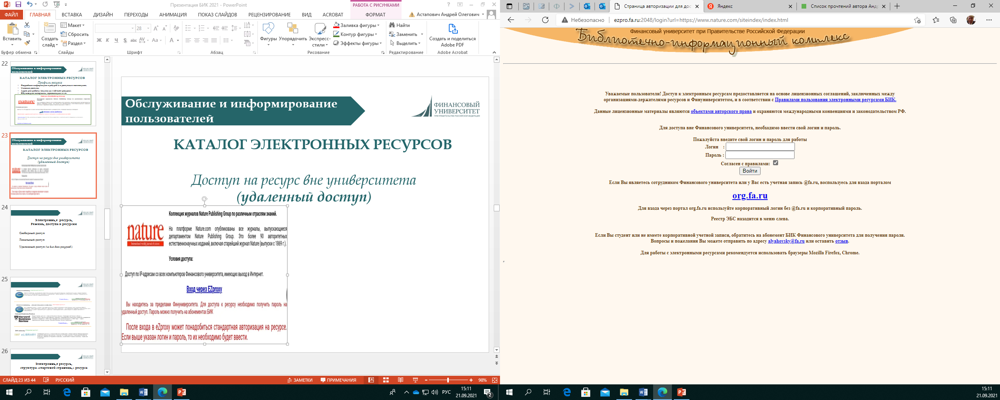 Презентация БИК 2021 - PowerPoint
РАБОТА С РИСУНКАМИ
ФАЙЛ ГЛАВНАЯ ВСТАВКА ДИЗАЙН ПЕРЕХОДЫ АНИМАЦИЯ ПОКАЗ СЛАЙДОВ РЕЦЕНЗИРОВАНИЕ ВИД ACROBAT ФОРМАТ Астапович Андрей Олегович
Вставить
Буфер обмена
Создать слайд
Макет
Сбросить
Раздел
Слайды
28
Ж К Ч S abc AV Aa А
Шрифт
Абзац
Фигуры Упорядочить Экспресс-стили
Заливка фигуры
Контур фигуры
Эффекты фигуры
Рисование
Найти
Заменить
Выделить
Редактирование
Создать и поделиться
Adobe PDF
Adobe Acrobat
22
Обслуживание и информирование
пользователей
КАТАЛОГ ЭЛЕКТРОННЫХ РЕСУРСОВ
Профиль ресурса
nature
23
Обслуживание и информирование
пользователей
КАТАЛОГ ЭЛЕКТРОННЫХ РЕСУРСОВ
Доступ на ресурс вне университета
(удаленный доступ)
nature
24
Свободный доступ
Локальный доступ
Удаленный доступ (не для всех ресурсов!)
25
Harvard Business Review
Harvard
Business
Review
IMF eLIBRARY
26
Обслуживание и информирование
пользователей
ФИНАНСОВЫЙ
УНИВЕРСИТЕТ
ПРИ ПРАВИТЕЛЬСТВЕ РОССИЙСКОЙ ФЕДЕРАЦИИ
КАТАЛОГ ЭЛЕКТРОННЫХ РЕСУРСОВ
Доступ на ресурс вне университета
(удаленный доступ)
Коллекция журналов Nature Publishing Group по различным отраслям знаний.
nature
International weekly journal of science
На платформе Nature.com опубликованы все журналы, выпускающиеся
департаментом Nature Publishing Group. Это более 90 авторитетных
естественнонаучных изданий, включая старейший журнал Nature (выпуски с 1869 г.).
Условия доступа:
Доступ по IP-адресам со всех компьютеров Финансового университета, имеющих выход в Интернет.
Вход через EZproxy
Вы находитесь за пределами Финуниверситета. Для доступа к ресурсу необходимо получить пароль на
удаленный доступ. Пароль можно получить на абонементах БИК
После входа в eZproxy может понадобиться стандартная авторизация на ресурсе.
Если выше указан логин и пароль, то их необходимо будет ввести.
СЛАЙД 23 ИЗ 44 РУССКИЙ ЗАМЕТКИ ПРИМЕЧАНИЯ 98%
РУС
15:11
21.09.2021
2
Страница авторизации для дос
Яндекс
Список прочтений автора Анд
Небезопасно ezpro.fa.ru:2048/login?url=https://www.nature.com/siteindex/index.html
Финансовый университет при Правительстве Российской Федерации
Библиотечно-информационный комплекс
Уважаемые пользователи! Доступ к электронным ресурсам предоставляется на основе лицензионных соглашений, заключенных между
организациями-держателями ресурсов и Финуниверситетом, и в соответствии с Правилами пользования электронными ресурсами БИК.
Данные лицензионные материалы являются объектами авторского права и охраняются международными конвенциями и законодательством РФ.
Для доступа вне Финансового университета, необходимо ввести свой логин и пароль.
Пожалуйста введите свой логин и пароль для работы
Логин :
Пароль :
Согласен с правилами:
Войти
Если Вы являетесь сотрудником Финансового университета или у Вас есть учетная запись @fa.ru, воспользуесь для входа порталом
org.fa.ru
Для входа через портал org.fa.ru используйте корпоративный логин без @fa.ru и корпоративный пароль.
Реестр ЭБС находится в меню слева.
Если Вы студент или не имеете корпоративной учетной записи, обратитесь на абонемент БИК Финансового университета для получения пароля.
Вопросы и пожелания Вы можете отправить по адресу alyahovsky@fa.ru или оставить отзыв.
Для работы с электронными ресурсами рекомендуется использовать браузеры Mozilla Firefox, Chrome.
15:11
21.09.2021